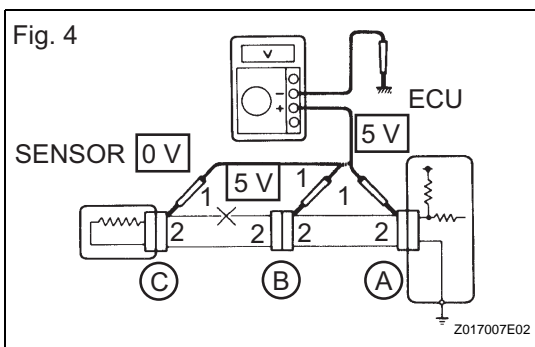 Fig. 4
V
−
+
ECU
5 V
SENSOR 0 V
1 5 V 1 1
2 2 2 2
C B A
Z017007E02